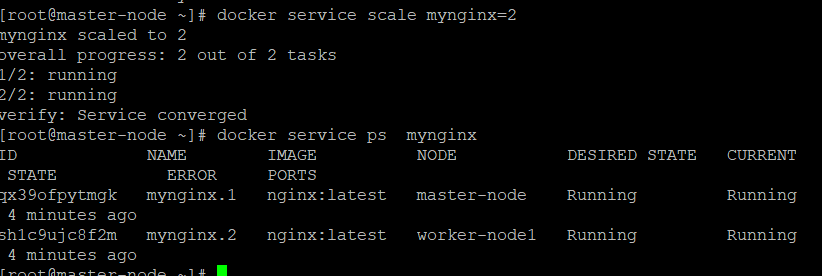 [root@master-node ~]# docker service scale mynginx=2
mynginx scaled to 2
overall progress: 2 out of 2 tasks
1/2: running
2/2: running
verify: Service converged
[root@master-node ~]# docker service ps  mynginx
ID             NAME        IMAGE          NODE           DESIRED STATE   CURRENT
 STATE           ERROR     PORTS
qx39ofpytmgk   mynginx.1   nginx:latest   master-node    Running         Running
 4 minutes ago
sh1c9ujc8f2m   mynginx.2   nginx:latest   worker-node1   Running         Running
 4 minutes ago
[root@master-node ~]#